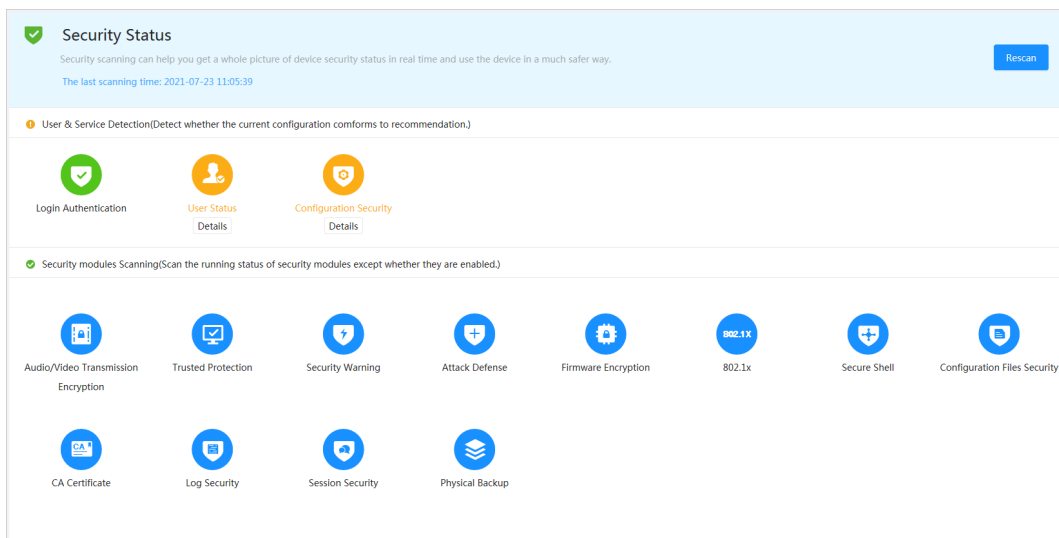 Security Status
Security scanning can help you get a whole picture of device security status in real time and use the device in a much safer way.
Rescan
The last scanning time: 2021-07-23 11:05:39
User & Service Detection(Detect whether the current configuration comforms to recommendation.)
Login Authentication
User Status
Configuration Security
Details
Details
Security modules Scanning(Scan the running status of security modules except whether they are enabled.)
802.1X
Audio/Video Transmission
Encryption
Trusted Protection
Security Warning
Attack Defense
Firmware Encryption
802.1x
Secure Shell
Configuration Files Security
CA
CA Certificate
Log Security
Session Security
Physical Backup